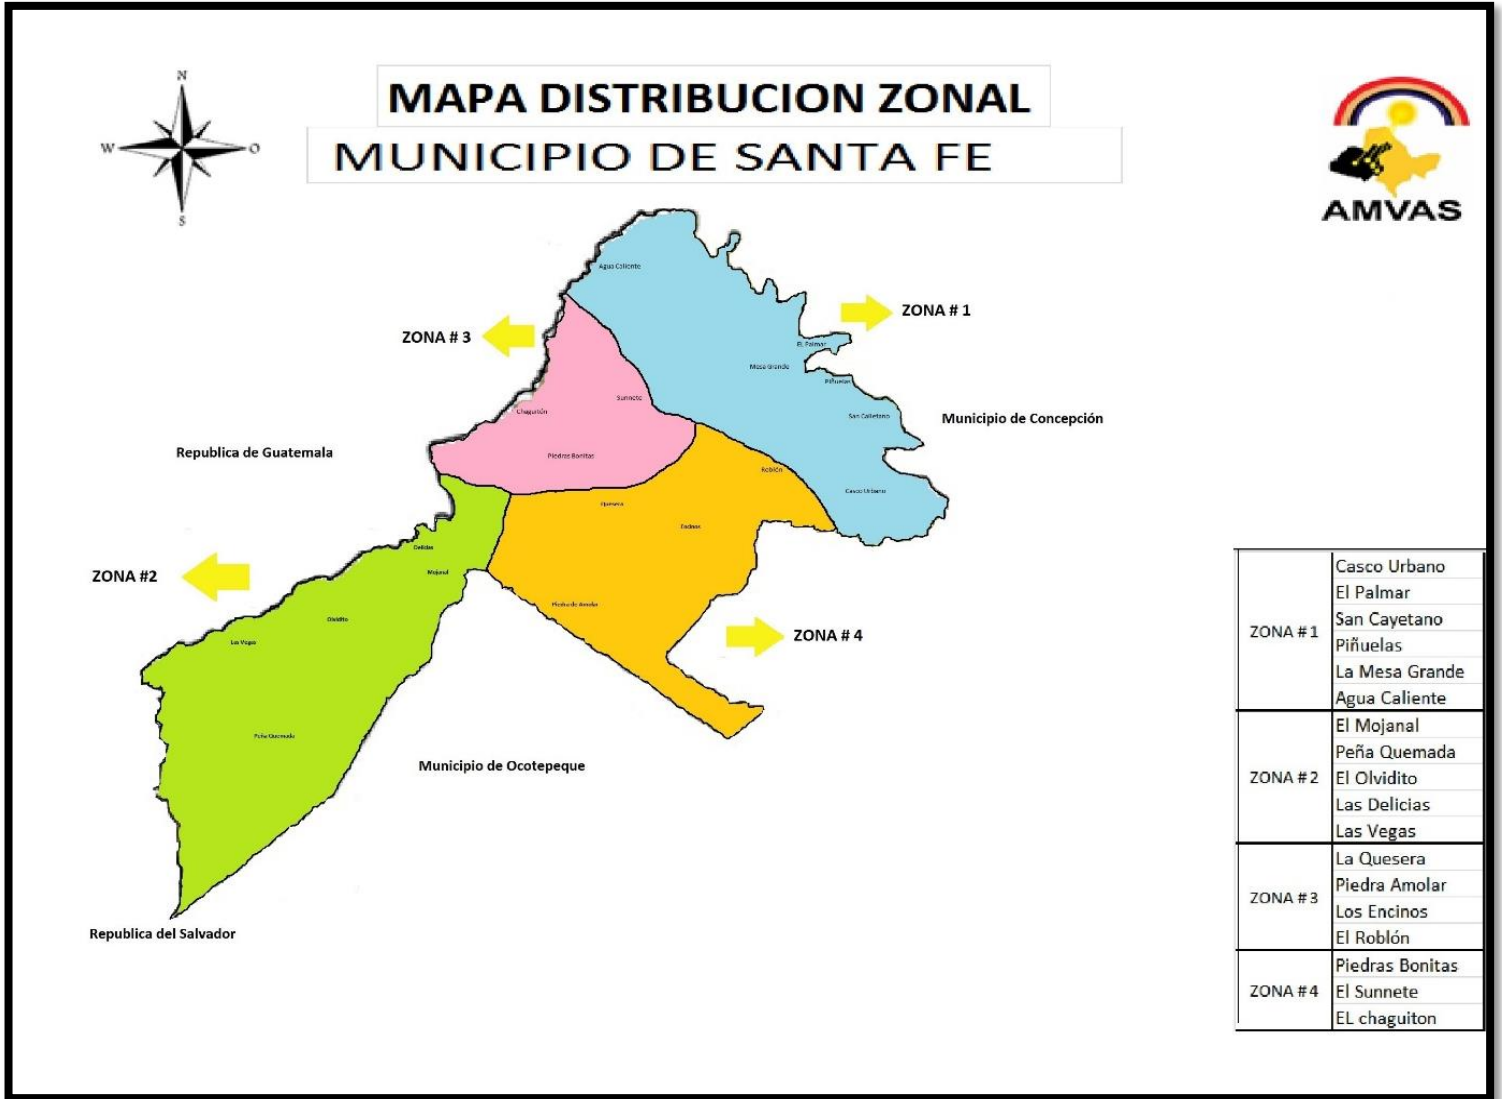 MAPA DISTRIBUCION ZONAL
MUNICIPIO DE SANTA FE
N
W
O
S
AMVAS
Agua Caliente
ZONA # 1
ZONA # 3
EL Palmar
Mesa Grande
Piñuelas
Sunnete
Chaguitón
San Caiietano
Municipio de Concepción
Republica de Guatemala
Piedras Bonitas
Roblón
Casco Urbano
Quesera
Encinos
Delicias
Mojanal
ZONA #2
Piedra de Amolar
Olvidito
ZONA # 4
Las Vegas
Peña Quemada
Municipio de Ocotepeque
Republica del Salvador
ZONA # 1
Casco Urbano
El Palmar
San Cayetano
Piñuelas
La Mesa Grande
Agua Caliente
ZONA #2
El Mojanal
Peña Quemada
El Olvidito
Las Delicias
Las Vegas
ZONA # 3
La Quesera
Piedra Amolar
Los Encinos
El Roblón
ZONA # 4
Piedras Bonitas
El Sunnete
EL chaguiton